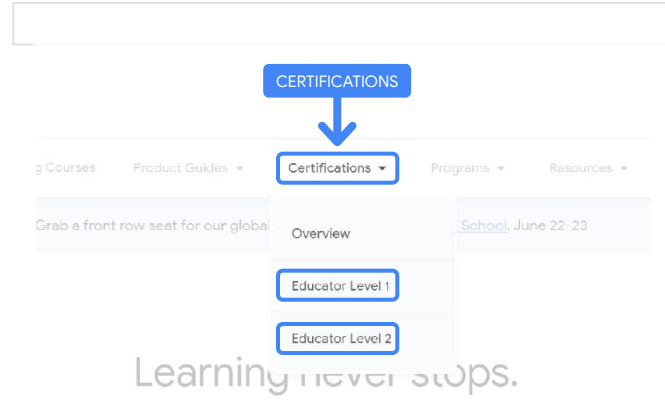 CERTIFICATIONS
g Courses Product Guides Certifications Programs Resources
Grab a front row seat for our global School. June 22-23
Overview
Educator Level 1
Educator Level 2
Learning never stops.